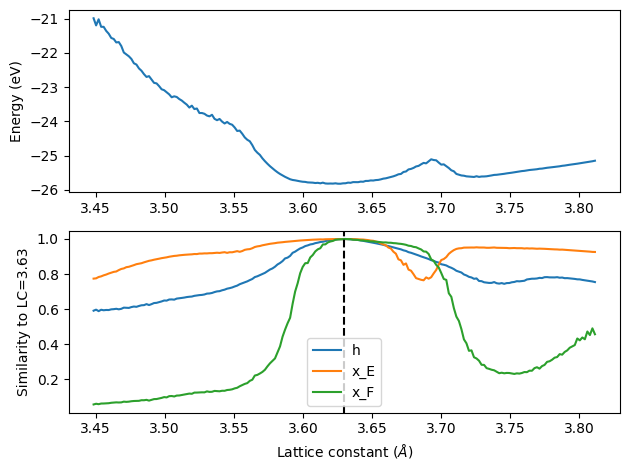 −21
−22
−23
−24
−25
−26
Energy (eV)
3.45 3.50 3.55 3.60 3.65 3.70 3.75 3.80
1.0
0.8
0.6
0.4
0.2
Similarity to LC=3.63
h
x_E
x_F
3.45 3.50 3.55 3.60 3.65 3.70 3.75 3.80
Lattice constant (Å)